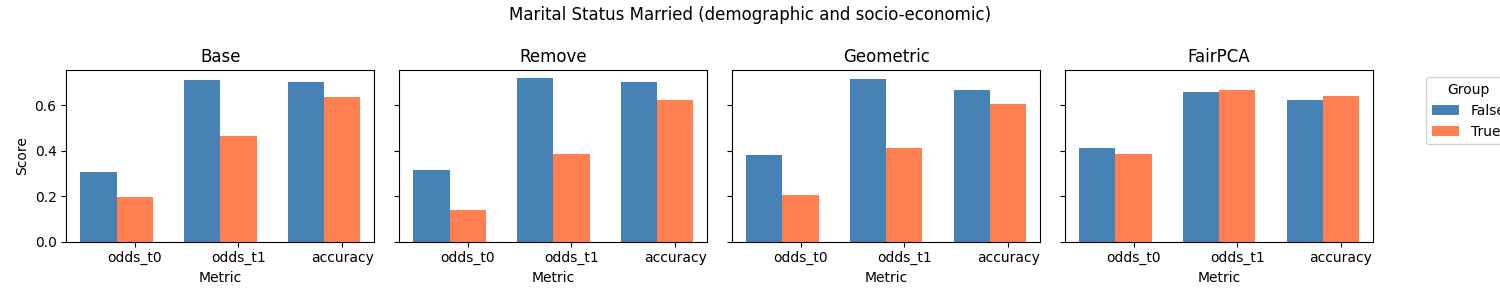 Marital Status Married (demographic and socio-economic)
Base
Remove
Geometric
FairPCA
Score
0.6
0.4
0.2
0.0
odds_t0 odds_t1 accuracy
Metric
odds_t0 odds_t1 accuracy
Metric
odds_t0 odds_t1 accuracy
Metric
odds_t0 odds_t1 accuracy
Metric
Group
False
True